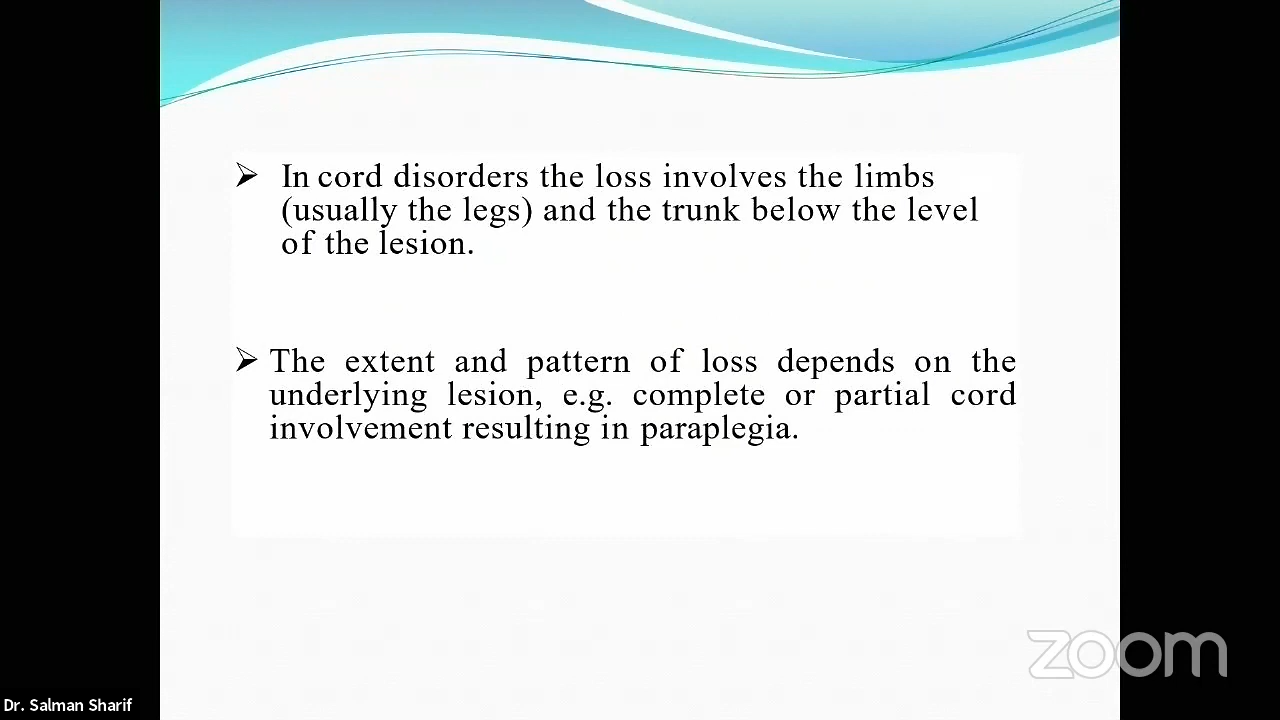 ➢ In cord disorders the loss involves the limbs
(usually the legs) and the trunk below the level
of the lesion.
➢ The extent and pattern of loss depends on the
underlying lesion, e.g. complete or partial cord
involvement resulting in paraplegia.
zoom
Dr. Salman Sharif